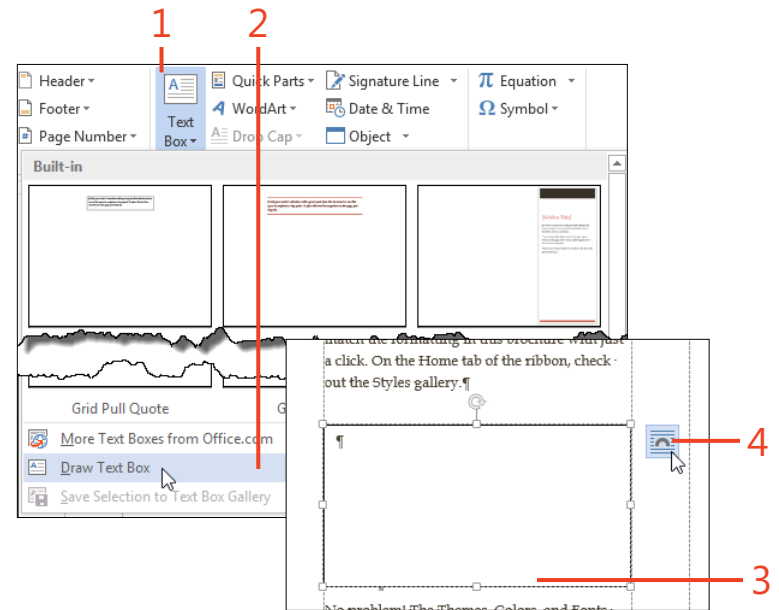 1 2
Header
Footer
Page Number
Text
Box
Quick Parts
WordArt
Drop Cap
Signature Line
Date & Time
Object
π Equation
Ω Symbol
Built-in
[Sidebar Title]
Grid Pull Quote
G
More Text Boxes from Office.com
Draw Text Box
Save Selection to Text Box Gallery
match the formatting in this brochure with just
a click. On the Home tab of the ribbon, check
out the Styles gallery.¶
¶
4
3
No problem! The Themes, Colors, and Fonts